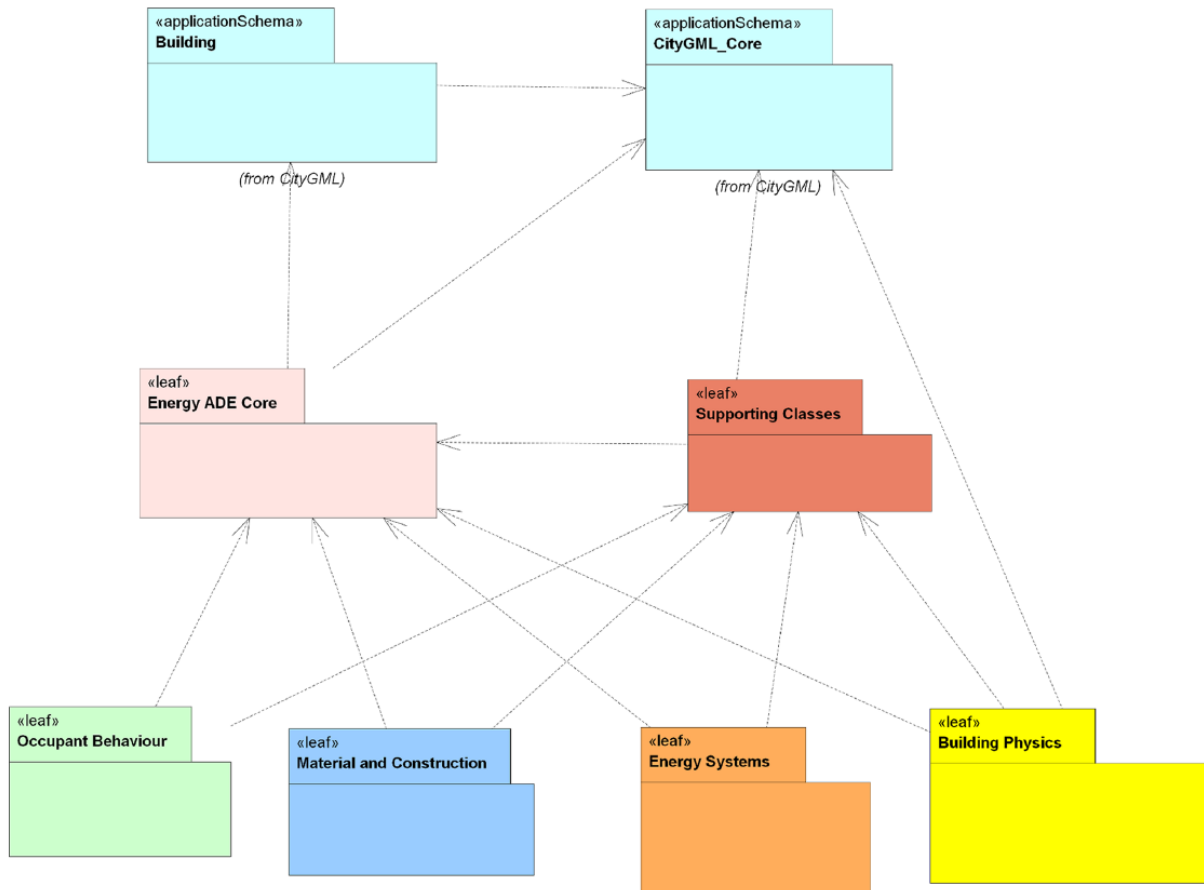 «applicationSchema»
Building
«applicationSchema»
CityGML_Core
(from CityGML)
(from CityGML)
«leaf»
Energy ADE Core
«leaf»
Supporting Classes
«leaf»
Occupant Behaviour
«leaf»
Material and Construction
«leaf»
Energy Systems
«leaf»
Building Physics